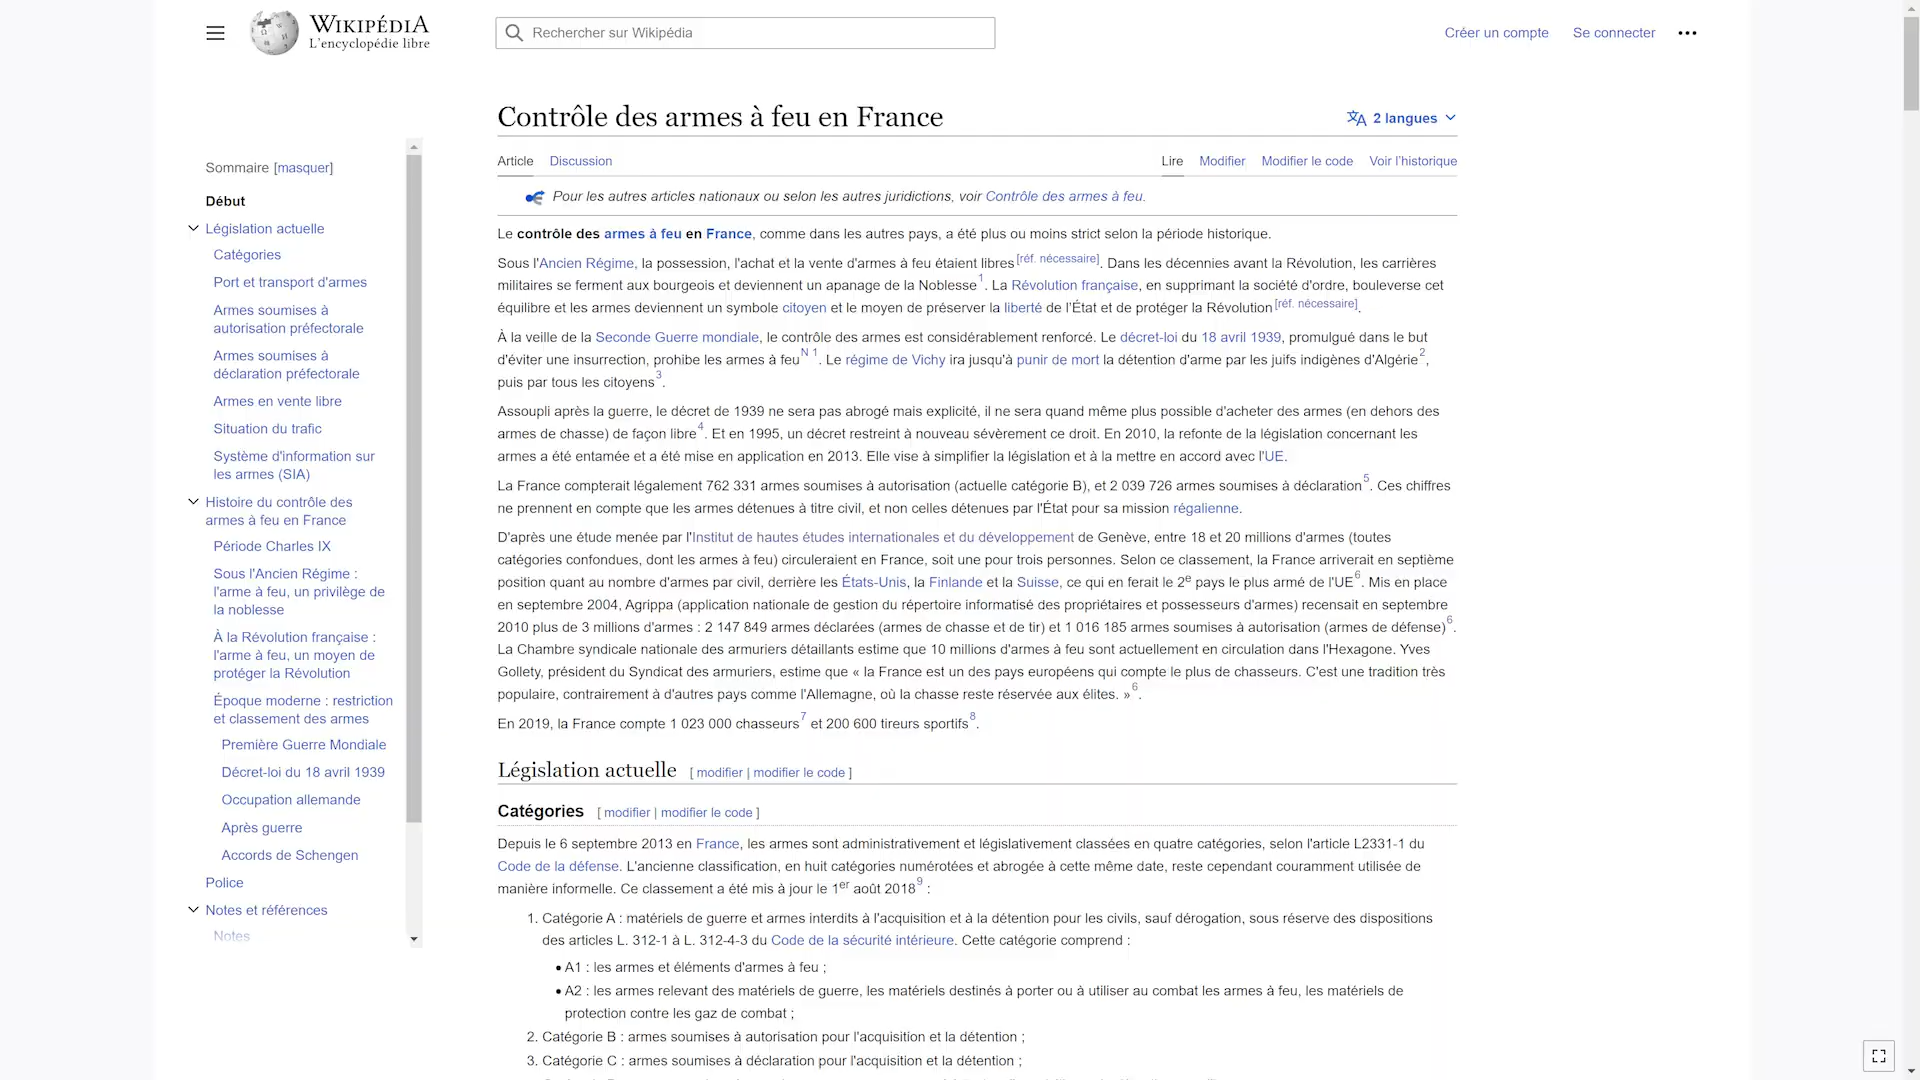 WIKIPÉDIA
L'encyclopédie libre
Rechercher sur Wikipédia
Créer un compte
Se connecter
Sommaire [masquer]
Début
Législation actuelle
Catégories
Port et transport d'armes
Armes soumises à
autorisation préfectorale
Armes soumises à
déclaration préfectorale
Armes en vente libre
Situation du trafic
Système d'information sur
les armes (SIA)
Histoire du contrôle des
armes à feu en France
Période Charles IX
Sous l'Ancien Régime :
l'arme à feu, un privilège de
la noblesse
À la Révolution française :
l'arme à feu, un moyen de
protéger la Révolution
Époque moderne : restriction
et classement des armes
Première Guerre Mondiale
Décret-loi du 18 avril 1939
Occupation allemande
Après guerre
Accords de Schengen
Police
Notes et références
Notes
Contrôle des armes à feu en France
2 langues
Article
Discussion
Lire
Modifier
Modifier le code
Voir l'historique
Pour les autres articles nationaux ou selon les autres juridictions, voir Contrôle des armes à feu.
Le contrôle des armes à feu en France, comme dans les autres pays, a été plus ou moins strict selon la période historique.
Sous l'Ancien Régime, la possession, l'achat et la vente d'armes à feu étaient libres[réf. nécessaire]. Dans les décennies avant la Révolution, les carrières
militaires se ferment aux bourgeois et deviennent un apanage de la Noblesse1. La Révolution française, en supprimant la société d'ordre, bouleverse cet
équilibre et les armes deviennent un symbole citoyen et le moyen de préserver la liberté de l'État et de protéger la Révolution[réf. nécessaire].
À la veille de la Seconde Guerre mondiale, le contrôle des armes est considérablement renforcé. Le décret-loi du 18 avril 1939, promulgué dans le but
d'éviter une insurrection, prohibe les armes à feuN 1. Le régime de Vichy ira jusqu'à punir de mort la détention d'arme par les juifs indigènes d'Algérie2,
puis par tous les citoyens3.
Assoupli après la guerre, le décret de 1939 ne sera pas abrogé mais explicité, il ne sera quand même plus possible d'acheter des armes (en dehors des
armes de chasse) de façon libre4. Et en 1995, un décret restreint à nouveau sévèrement ce droit. En 2010, la refonte de la législation concernant les
armes a été entamée et a été mise en application en 2013. Elle vise à simplifier la législation et à la mettre en accord avec l'UE.
La France compterait légalement 762 331 armes soumises à autorisation (actuelle catégorie B), et 2 039 726 armes soumises à déclaration5. Ces chiffres
ne prennent en compte que les armes détenues à titre civil, et non celles détenues par l'État pour sa mission régalienne.
D'après une étude menée par l'Institut de hautes études internationales et du développement de Genève, entre 18 et 20 millions d'armes (toutes
catégories confondues, dont les armes à feu) circuleraient en France, soit une pour trois personnes. Selon ce classement, la France arriverait en septième
position quant au nombre d'armes par civil, derrière les États-Unis, la Finlande et la Suisse, ce qui en ferait le 2e pays le plus armé de l'UE6. Mis en place
en septembre 2004, Agrippa (application nationale de gestion du répertoire informatisé des propriétaires et possesseurs d'armes) recensait en septembre
2010 plus de 3 millions d'armes : 2 147 849 armes déclarées (armes de chasse et de tir) et 1 016 185 armes soumises à autorisation (armes de défense)6.
La Chambre syndicale nationale des armuriers détaillants estime que 10 millions d'armes à feu sont actuellement en circulation dans l'Hexagone. Yves
Gollety, président du Syndicat des armuriers, estime que « la France est un des pays européens qui compte le plus de chasseurs. C'est une tradition très
populaire, contrairement à d'autres pays comme l'Allemagne, où la chasse reste réservée aux élites. »6.
En 2019, la France compte 1 023 000 chasseurs7 et 200 600 tireurs sportifs8.
Législation actuelle [ modifier | modifier le code ]
Catégories [ modifier | modifier le code ]
Depuis le 6 septembre 2013 en France, les armes sont administrativement et législativement classées en quatre catégories, selon l'article L2331-1 du
Code de la défense. L'ancienne classification, en huit catégories numérotées et abrogée à cette même date, reste cependant couramment utilisée de
manière informelle. Ce classement a été mis à jour le 1er août 20189 :
1. Catégorie A : matériels de guerre et armes interdits à l'acquisition et à la détention pour les civils, sauf dérogation, sous réserve des dispositions
des articles L. 312-1 à L. 312-4-3 du Code de la sécurité intérieure. Cette catégorie comprend :
• A1 : les armes et éléments d'armes à feu ;
• A2 : les armes relevant des matériels de guerre, les matériels destinés à porter ou à utiliser au combat les armes à feu, les matériels de
protection contre les gaz de combat ;
2. Catégorie B : armes soumises à autorisation pour l'acquisition et la détention ;
3. Catégorie C : armes soumises à déclaration pour l'acquisition et la détention ;